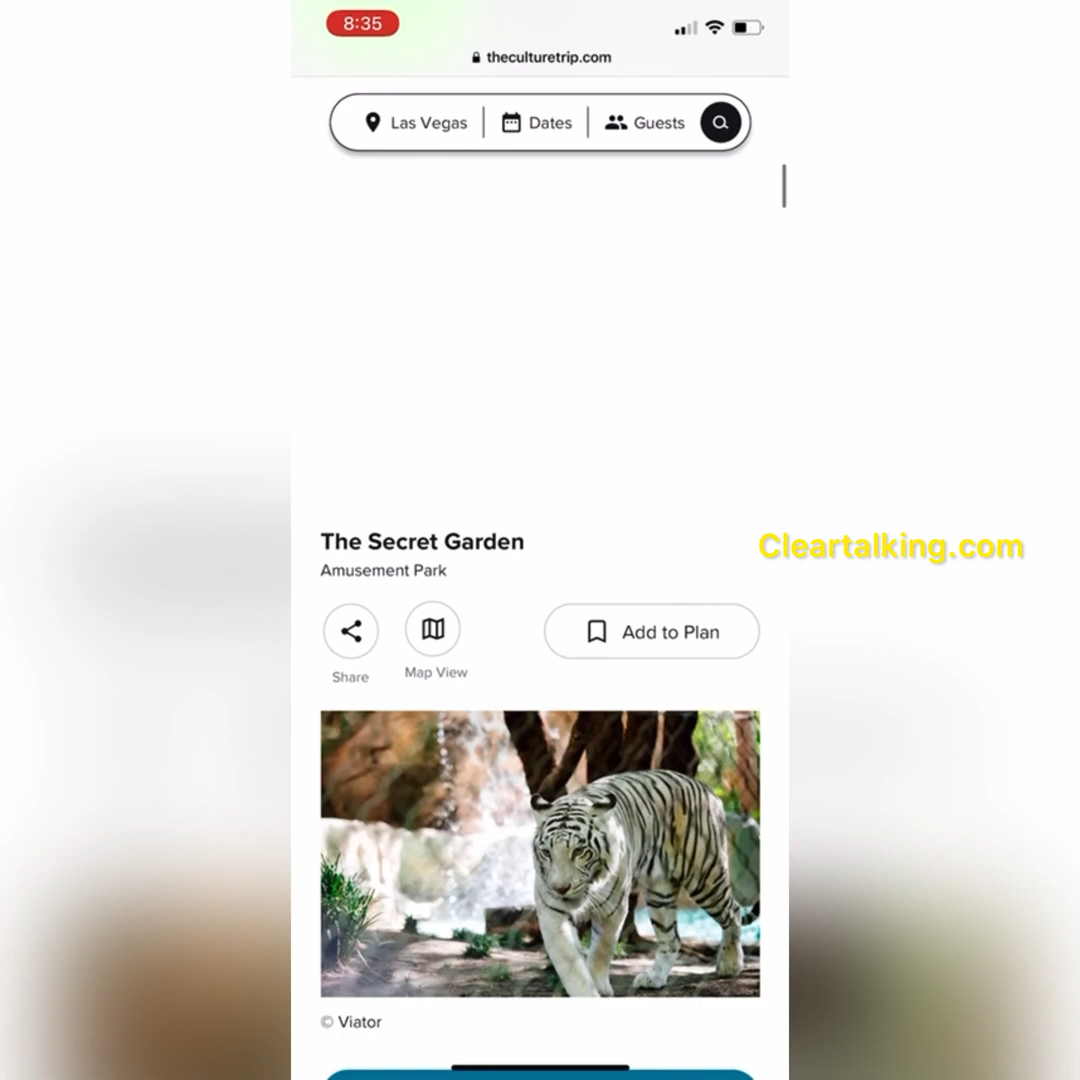 8:35
theculturetrip.com
Las Vegas Dates Guests
The Secret Garden
Cleartalking.com
Amusement Park
Add to Plan
Share Map View
© Viator